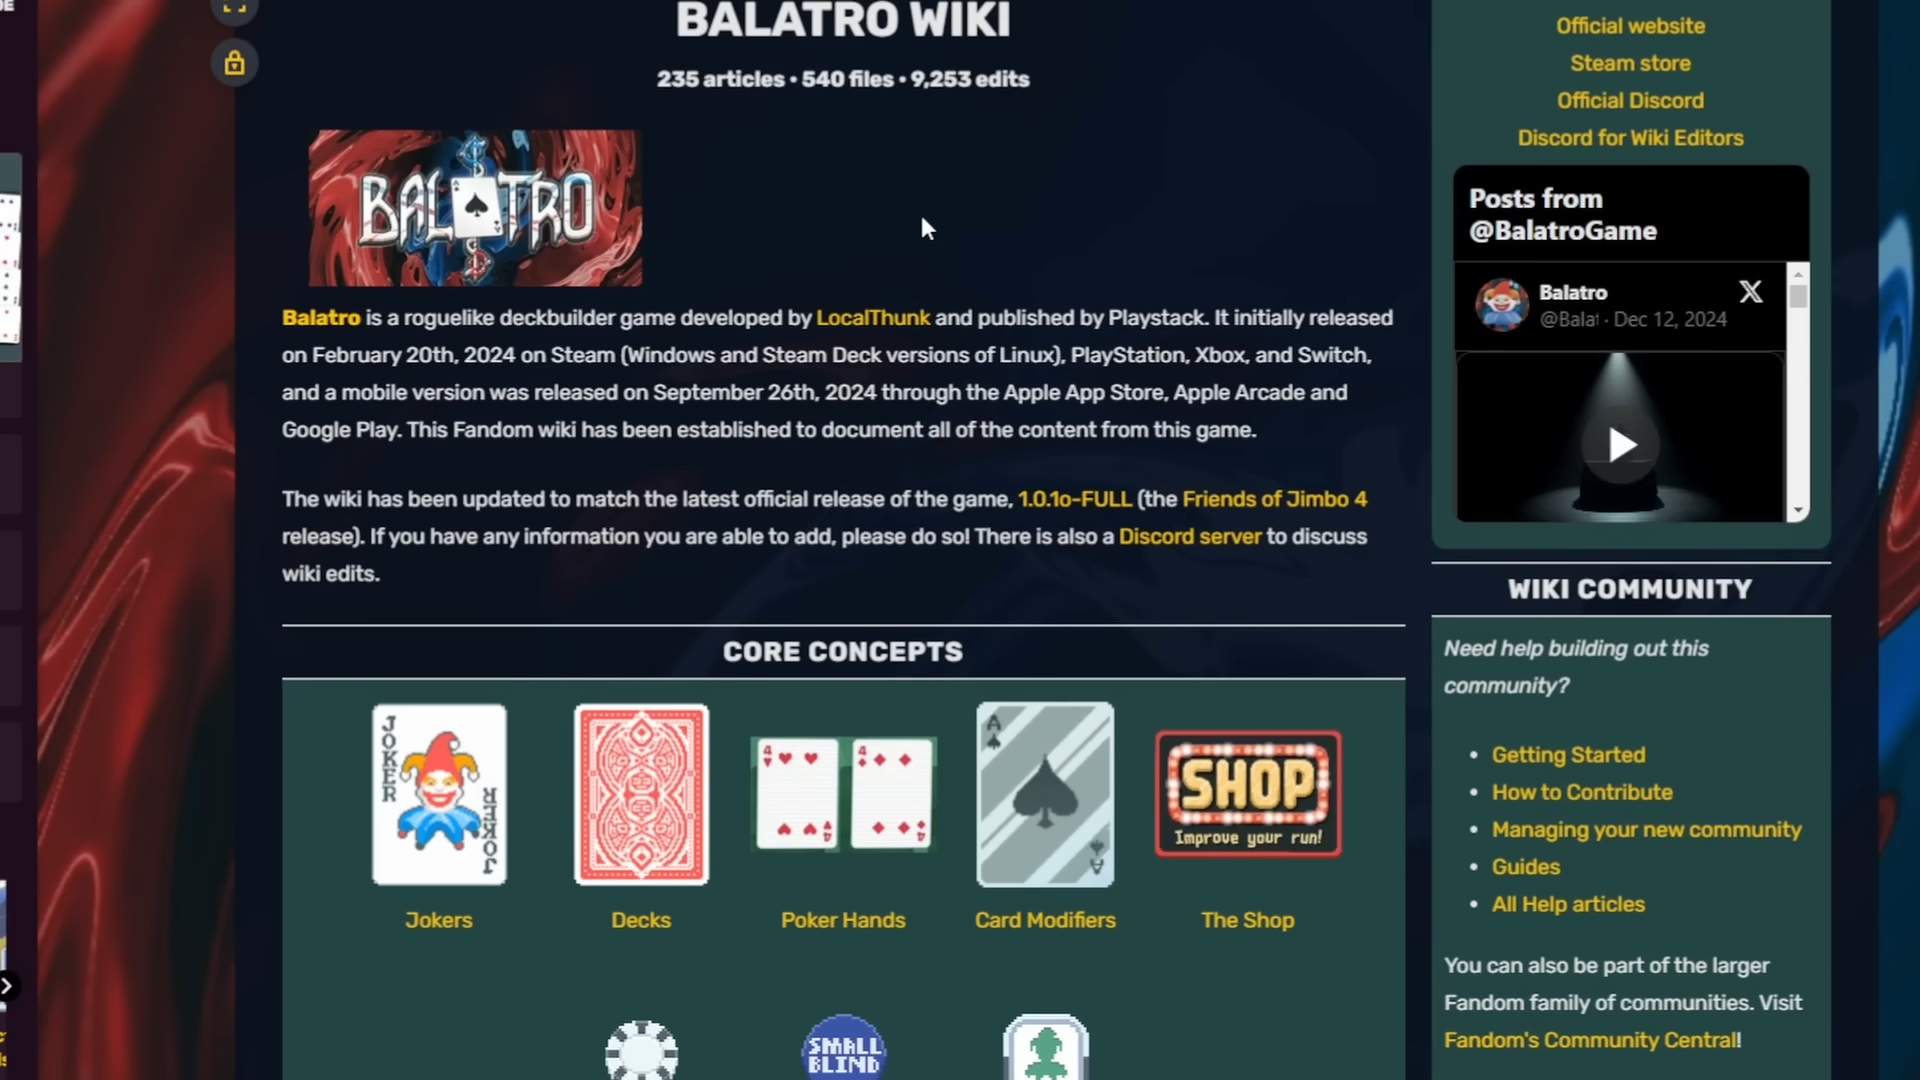 BALATRO WIKI
235 articles • 540 files • 9,253 edits
BALATRO
Balatro is a roguelike deckbuilder game developed by LocalThunk and published by Playstack. It initially released
on February 20th, 2024 on Steam (Windows and Steam Deck versions of Linux), PlayStation, Xbox, and Switch,
and a mobile version was released on September 26th, 2024 through the Apple App Store, Apple Arcade and
Google Play. This Fandom wiki has been established to document all of the content from this game.
The wiki has been updated to match the latest official release of the game, 1.0.1o-FULL (the Friends of Jimbo 4
release). If you have any information you are able to add, please do so! There is also a Discord server to discuss
wiki edits.
CORE CONCEPTS
JOKER
JOKER
4
4
4
4
A
A
SHOP
Improve your run!
Jokers
Decks
Poker Hands
Card Modifiers
The Shop
SMALL
BLIND
Official website
Steam store
Official Discord
Discord for Wiki Editors
Posts from
@BalatroGame
Balatro
@Balat · Dec 12, 2024
WIKI COMMUNITY
Need help building out this
community?
• Getting Started
• How to Contribute
• Managing your new community
• Guides
• All Help articles
You can also be part of the larger
Fandom family of communities. Visit
Fandom's Community Central!